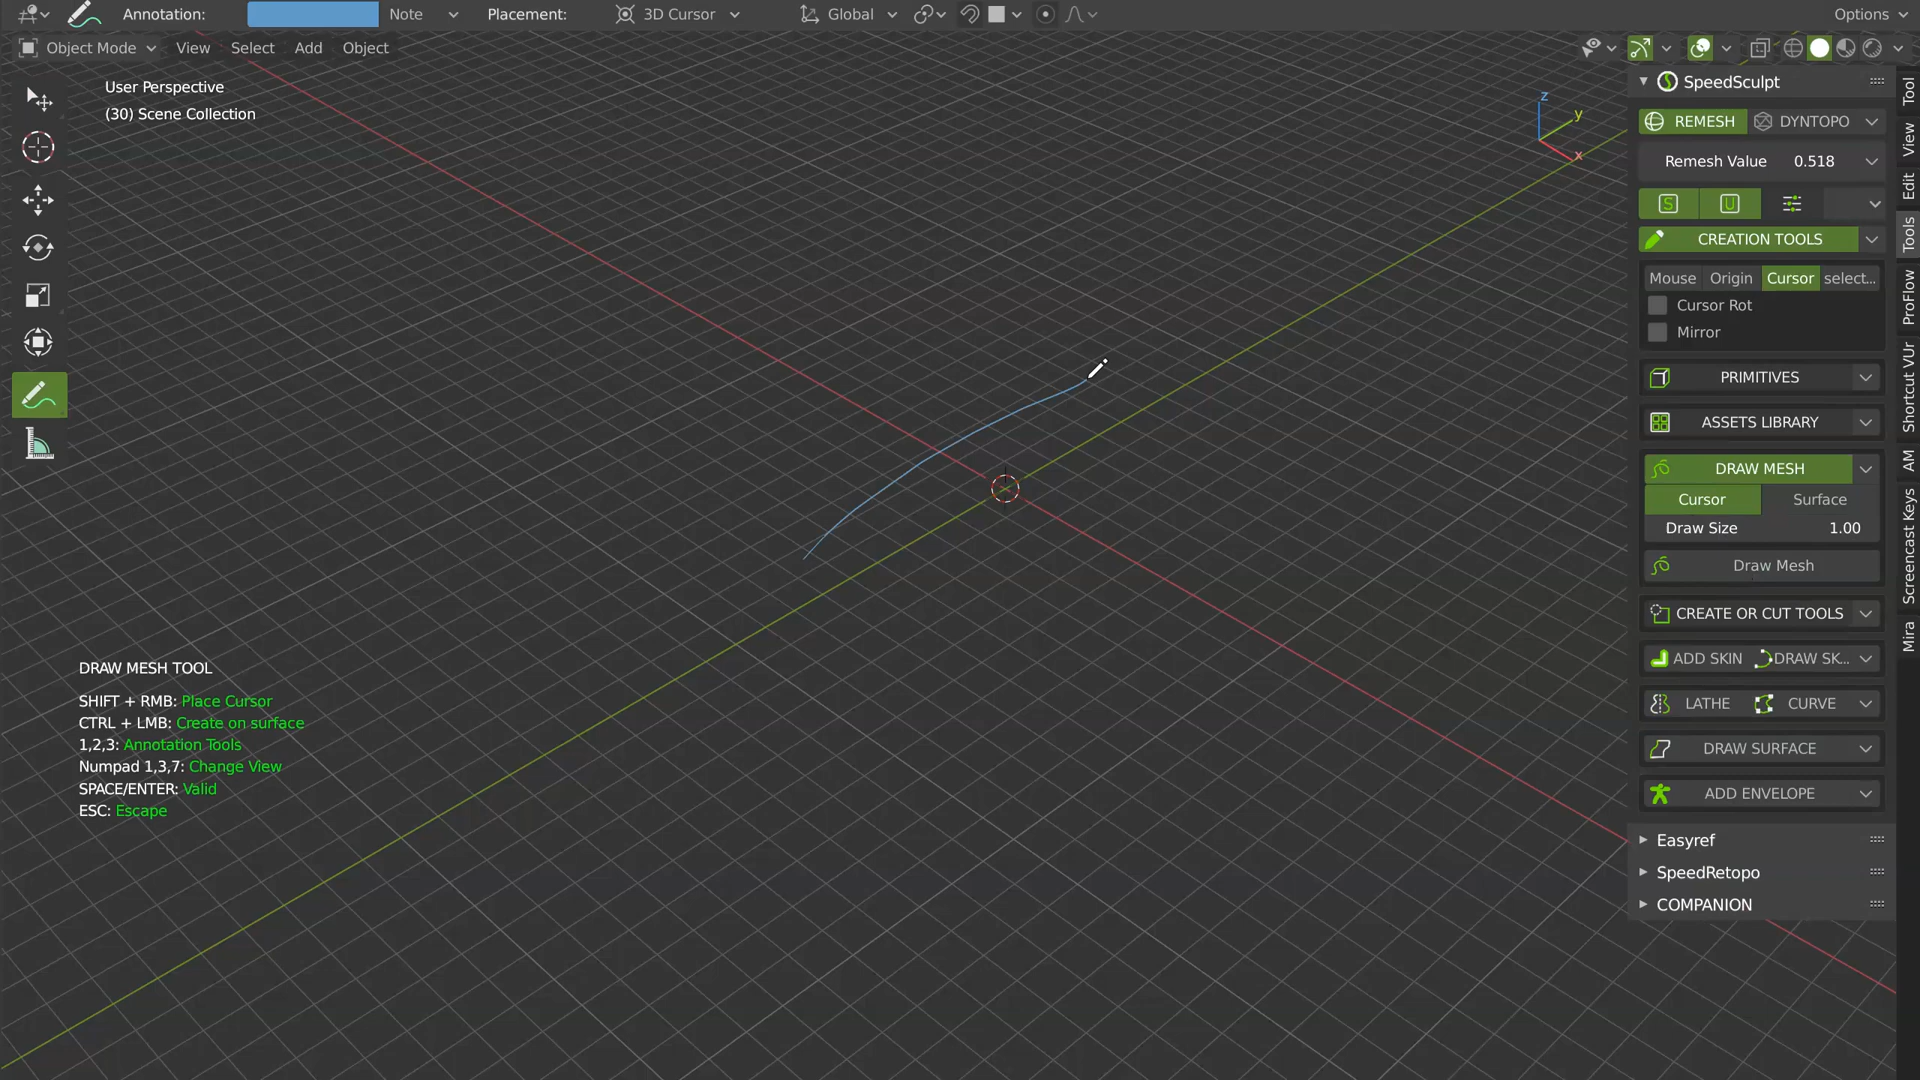 Annotation: Note Placement: 3D Cursor Global Options
Object Mode View Select Add Object
User Perspective
(30) Scene Collection
z
y
x
SpeedSculpt
REMESH DYNTOPO
Remesh Value 0.518
S U
CREATION TOOLS
Mouse Origin Cursor select...
Cursor Rot
Mirror
PRIMITIVES
ASSETS LIBRARY
DRAW MESH
Cursor Surface
Draw Size 1.00
Draw Mesh
CREATE OR CUT TOOLS
ADD SKIN DRAW SK...
LATHE CURVE
DRAW SURFACE
ADD ENVELOPE
Easyref
SpeedRetopo
COMPANION
Tool
View
Edit
Tools
ProFlow
Shortcut VUr
AM
Screencast Keys
Mira
DRAW MESH TOOL
SHIFT + RMB: Place Cursor
CTRL + LMB: Create on surface
1,2,3: Annotation Tools
Numpad 1,3,7: Change View
SPACE/ENTER: Valid
ESC: Escape